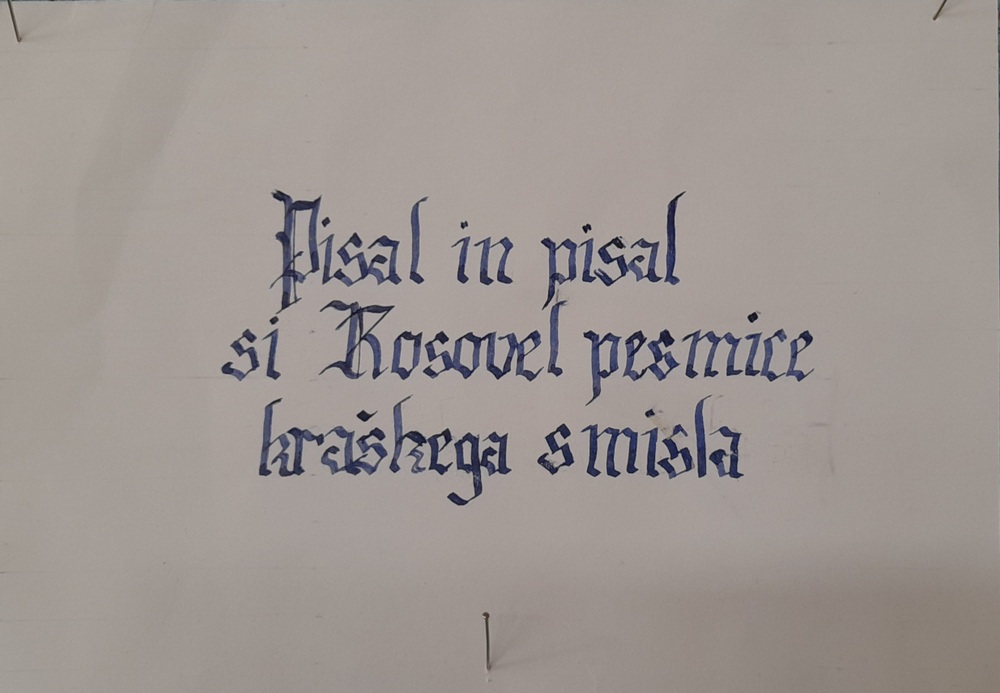 Pisal in pisal
si Kosovel pesmice
kraškega smisla